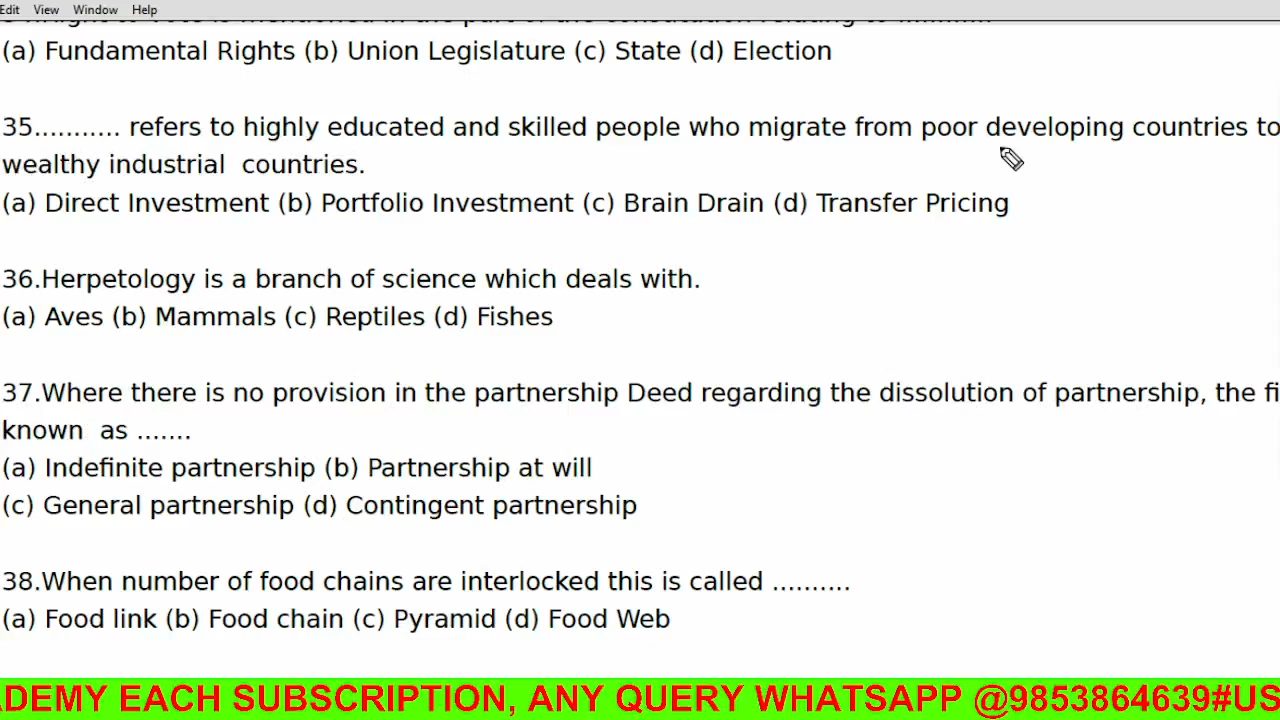 Edit View Window Help
(a) Fundamental Rights (b) Union Legislature (c) State (d) Election
35........... refers to highly educated and skilled people who migrate from poor developing countries to
wealthy industrial countries.
(a) Direct Investment (b) Portfolio Investment (c) Brain Drain (d) Transfer Pricing
36.Herpetology is a branch of science which deals with.
(a) Aves (b) Mammals (c) Reptiles (d) Fishes
37.Where there is no provision in the partnership Deed regarding the dissolution of partnership, the fi
known as .......
(a) Indefinite partnership (b) Partnership at will
(c) General partnership (d) Contingent partnership
38.When number of food chains are interlocked this is called ..........
(a) Food link (b) Food chain (c) Pyramid (d) Food Web
ADEMY EACH SUBSCRIPTION, ANY QUERY WHATSAPP @9853864639#US